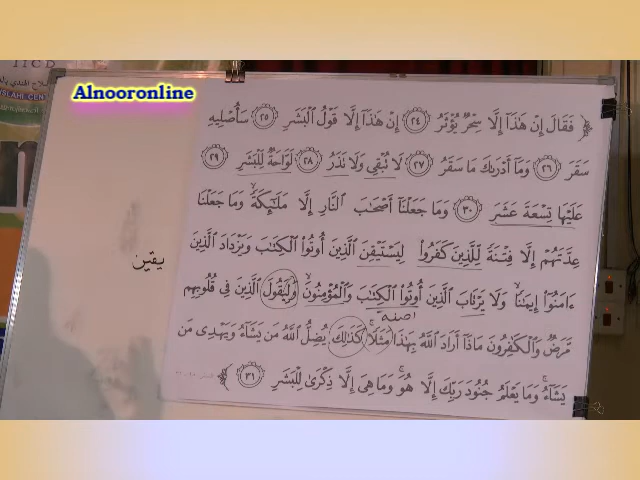 Alnooronline
فَقَالَ إِنْ هَٰذَآ إِلَّا سِحْرٌ يُؤْثَرُ ٢٤ إِنْ هَٰذَآ إِلَّا قَوْلُ ٱلْبَشَرِ ٢٥ سَأُصْلِيهِ
سَقَرَ ٢٦ وَمَآ أَدْرَىٰكَ مَا سَقَرُ ٢٧ لَا تُبْقِى وَلَا تَذَرُ ٢٨ لَوَّاحَةٌ لِّلْبَشَرِ ٢٩
عَلَيْهَا تِسْعَةَ عَشَرَ ٣٠ وَمَا جَعَلْنَآ أَصْحَٰبَ ٱلنَّارِ إِلَّا مَلَٰٓئِكَةً ۙ وَمَا جَعَلْنَا
عِدَّتَهُمْ إِلَّا فِتْنَةً لِّلَّذِينَ كَفَرُوا۟ لِيَسْتَيْقِنَ ٱلَّذِينَ أُوتُوا۟ ٱلْكِتَٰبَ وَيَزْدَادَ ٱلَّذِينَ
يقين
ءَامَنُوٓا۟ إِيمَٰنًا ۙ وَلَا يَرْتَابَ ٱلَّذِينَ أُوتُوا۟ ٱلْكِتَٰبَ وَٱلْمُؤْمِنُونَ ۙ وَلِيَقُولَ ٱلَّذِينَ فِى قُلُوبِهِم
مَّرَضٌ وَٱلْكَٰفِرُونَ مَاذَآ أَرَادَ ٱللَّهُ بِهَٰذَا مَثَلًا ۚ كَذَٰلِكَ يُضِلُّ ٱللَّهُ مَن يَشَآءُ وَيَهْدِى مَن
يَشَآءُ ۚ وَمَا يَعْلَمُ جُنُودَ رَبِّكَ إِلَّا هُوَ ۚ وَمَا هِىَ إِلَّا ذِكْرَىٰ لِلْبَشَرِ ٣١